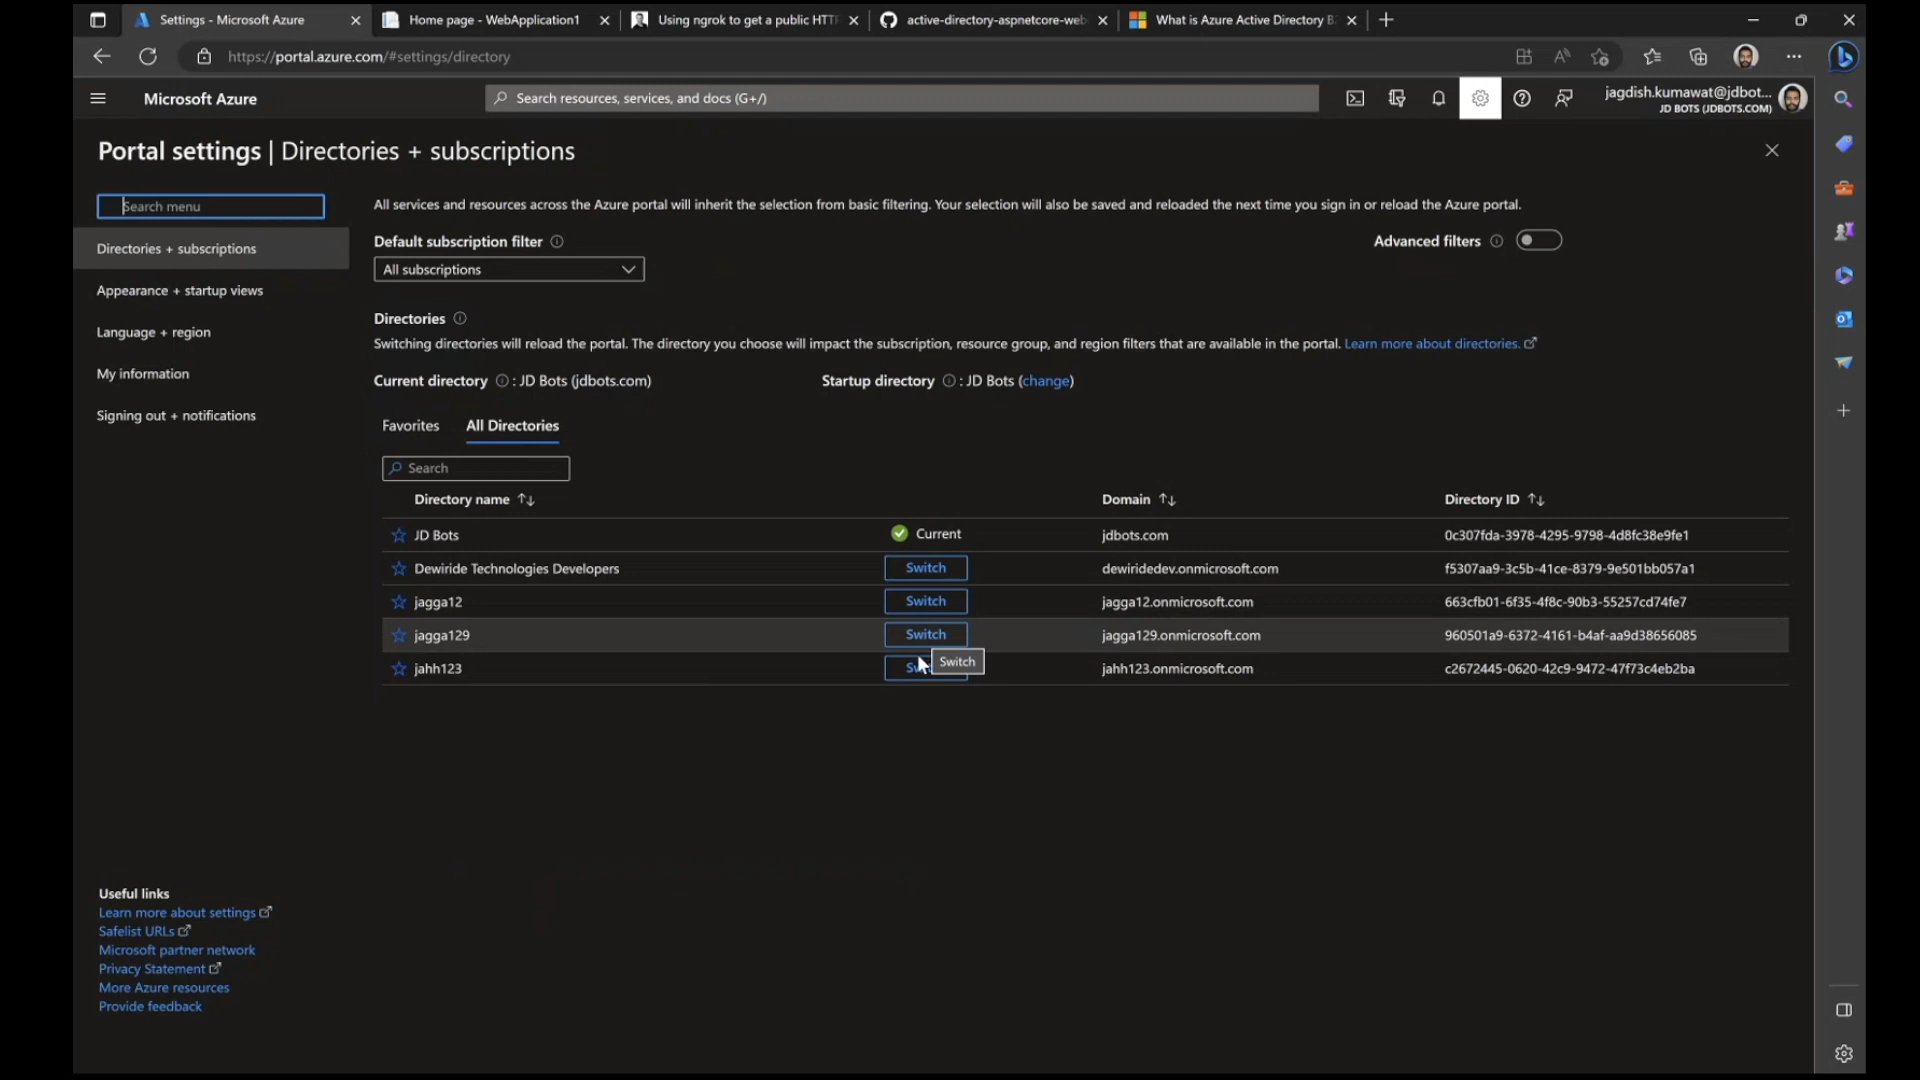 Settings - Microsoft Azure
Home page - WebApplication1
Using ngrok to get a public HTTP
active-directory-aspnetcore-web
What is Azure Active Directory B
https://portal.azure.com/#settings/directory
Microsoft Azure
Search resources, services, and docs (G+/)
jagdish.kumawat@jdbot...
JD BOTS (JDBOTS.COM)
Portal settings | Directories + subscriptions
Search menu
Directories + subscriptions
Appearance + startup views
Language + region
My information
Signing out + notifications
All services and resources across the Azure portal will inherit the selection from basic filtering. Your selection will also be saved and reloaded the next time you sign in or reload the Azure portal.
Default subscription filter
Advanced filters
All subscriptions
Directories
Switching directories will reload the portal. The directory you choose will impact the subscription, resource group, and region filters that are available in the portal. Learn more about directories.
Current directory : JD Bots (jdbots.com)
Startup directory : JD Bots (change)
Favorites
All Directories
Search
Directory name
Domain
Directory ID
JD Bots Current jdbots.com 0c307fda-3978-4295-9798-4d8fc38e9fe1
Dewiride Technologies Developers Switch dewiridedev.onmicrosoft.com f5307aa9-3c5b-41ce-8379-9e501bb057a1
jagga12 Switch jagga12.onmicrosoft.com 663cfb01-6f35-4f8c-90b3-55257cd74fe7
jagga129 Switch jagga129.onmicrosoft.com 960501a9-6372-4161-b4af-aa9d38656085
Switch
jahh123 jahh123.onmicrosoft.com c2672445-0620-42c9-9472-47f73c4eb2ba
Useful links
Learn more about settings
Safelist URLs
Microsoft partner network
Privacy Statement
More Azure resources
Provide feedback